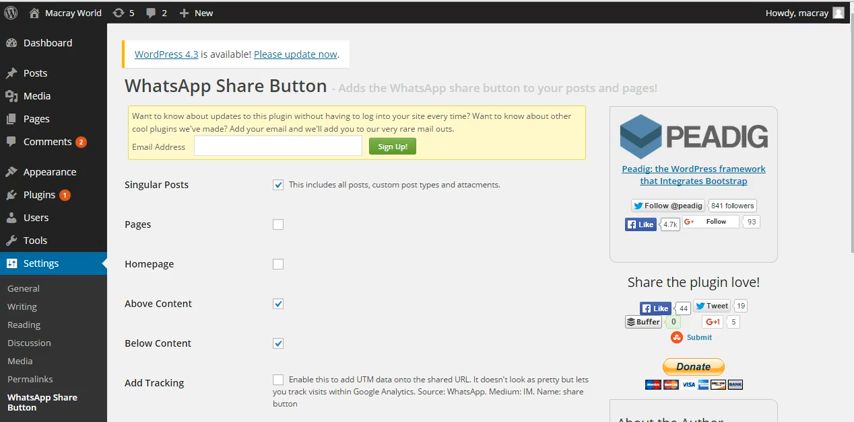 Macray World
5
2
New
Howdy, macray
Dashboard
Posts
Media
Pages
Comments 2
Appearance
Plugins 1
Users
Tools
Settings
General
Writing
Reading
Discussion
Media
Permalinks
WhatsApp Share
Button
WordPress 4.3 is available! Please update now.
WhatsApp Share Button - Adds the WhatsApp share button to your posts and pages!
Want to know about updates to this plugin without having to log into your site every time? Want to know about other
cool plugins we've made? Add your email and we'll add you to our very rare mail outs.
Email Address
Sign Up!
Singular Posts
This includes all posts, custom post types and attacments.
Pages
Homepage
Above Content
Below Content
Add Tracking
Enable this to add UTM data onto the shared URL. It doesn't look as pretty but lets
you track visits within Google Analytics. Source: WhatsApp. Medium: IM. Name: share
button
PEADIG
Peadig: the WordPress framework
that Integrates Bootstrap
Follow @peadig 841 followers
Like 4.7k G+ Follow 93
Share the plugin love!
Like 44 Tweet 19
Buffer 0 G+1 5
Submit
Donate
VISA
BANK
About the Author